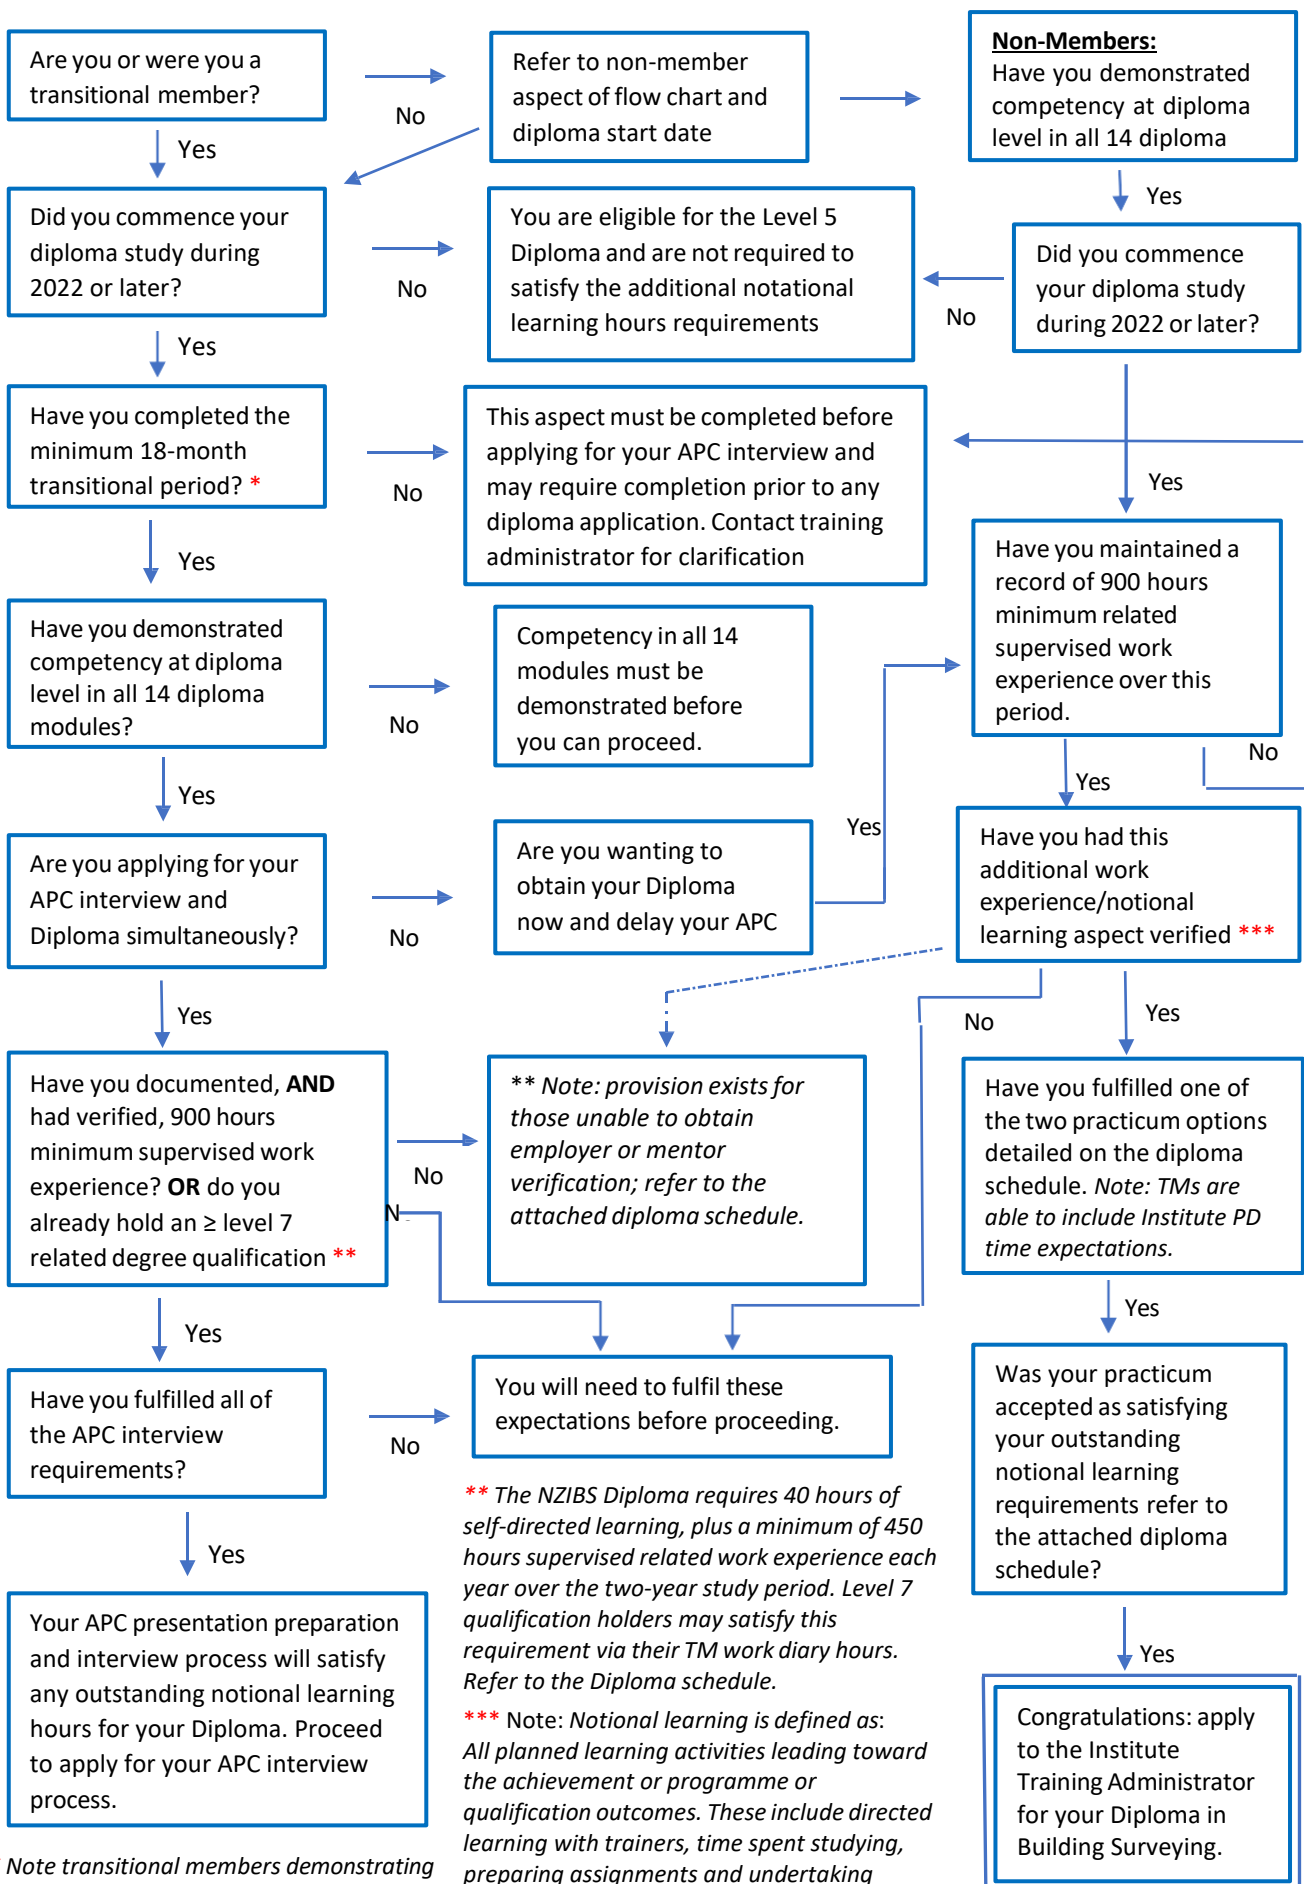 Are you or were you a
transitional member?
No
Refer to non-member
aspect of flow chart and
diploma start date
Non-Members:
Have you demonstrated
competency at diploma
level in all 14 diploma
Yes
Yes
Did you commence your
diploma study during
2022 or later?
No
You are eligible for the Level 5
Diploma and are not required to
satisfy the additional notational
learning hours requirements
No
Did you commence
your diploma study
during 2022 or later?
Yes
Yes
Have you completed the
minimum 18-month
transitional period? *
No
This aspect must be completed before
applying for your APC interview and
may require completion prior to any
diploma application. Contact training
administrator for clarification
Have you maintained a
record of 900 hours
minimum related
supervised work
experience over this
period.
No
Yes
Yes
Have you demonstrated
competency at diploma
level in all 14 diploma
modules?
No
Competency in all 14
modules must be
demonstrated before
you can proceed.
Yes
Are you applying for your
APC interview and
Diploma simultaneously?
No
Are you wanting to
obtain your Diploma
now and delay your APC
Yes
Have you had this
additional work
experience/notional
learning aspect verified ***
No
Yes
Yes
Have you documented, AND
had verified, 900 hours
minimum supervised work
experience? OR do you
already hold an ≥ level 7
related degree qualification **
No
** Note: provision exists for
those unable to obtain
employer or mentor
verification; refer to the
attached diploma schedule.
Have you fulfilled one of
the two practicum options
detailed on the diploma
schedule. Note: TMs are
able to include Institute PD
time expectations.
Yes
Yes
Have you fulfilled all of
the APC interview
requirements?
No
You will need to fulfil these
expectations before proceeding.
Was your practicum
accepted as satisfying
your outstanding
notional learning
requirements refer to
the attached diploma
schedule?
Yes
Yes
Your APC presentation preparation
and interview process will satisfy
any outstanding notional learning
hours for your Diploma. Proceed
to apply for your APC interview
process.
** The NZIBS Diploma requires 40 hours of
self-directed learning, plus a minimum of 450
hours supervised related work experience each
year over the two-year study period. Level 7
qualification holders may satisfy this
requirement via their TM work diary hours.
Refer to the Diploma schedule.
*** Note: Notional learning is defined as:
All planned learning activities leading toward
the achievement or programme or
qualification outcomes. These include directed
learning with trainers, time spent studying,
preparing assignments and undertaking
Congratulations: apply
to the Institute
Training Administrator
for your Diploma in
Building Surveying.
Note transitional members demonstrating